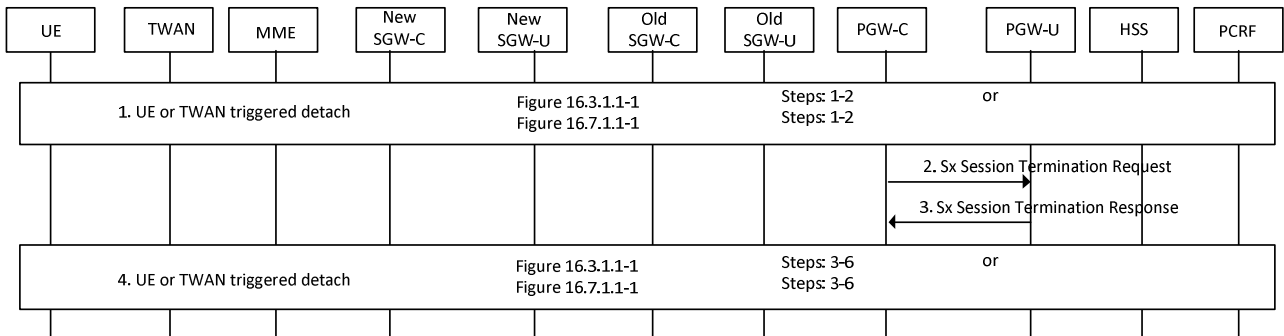 UE
TWAN
MME
New
SGW-C
New
SGW-U
Old
SGW-C
Old
SGW-U
PGW-C
PGW-U
HSS
PCRF
1. UE or TWAN triggered detach
Figure 16.3.1.1-1 Steps: 1-2 or
Figure 16.7.1.1-1 Steps: 1-2
2. Sx Session Termination Request
3. Sx Session Termination Response
4. UE or TWAN triggered detach
Figure 16.3.1.1-1 Steps: 3-6 or
Figure 16.7.1.1-1 Steps: 3-6